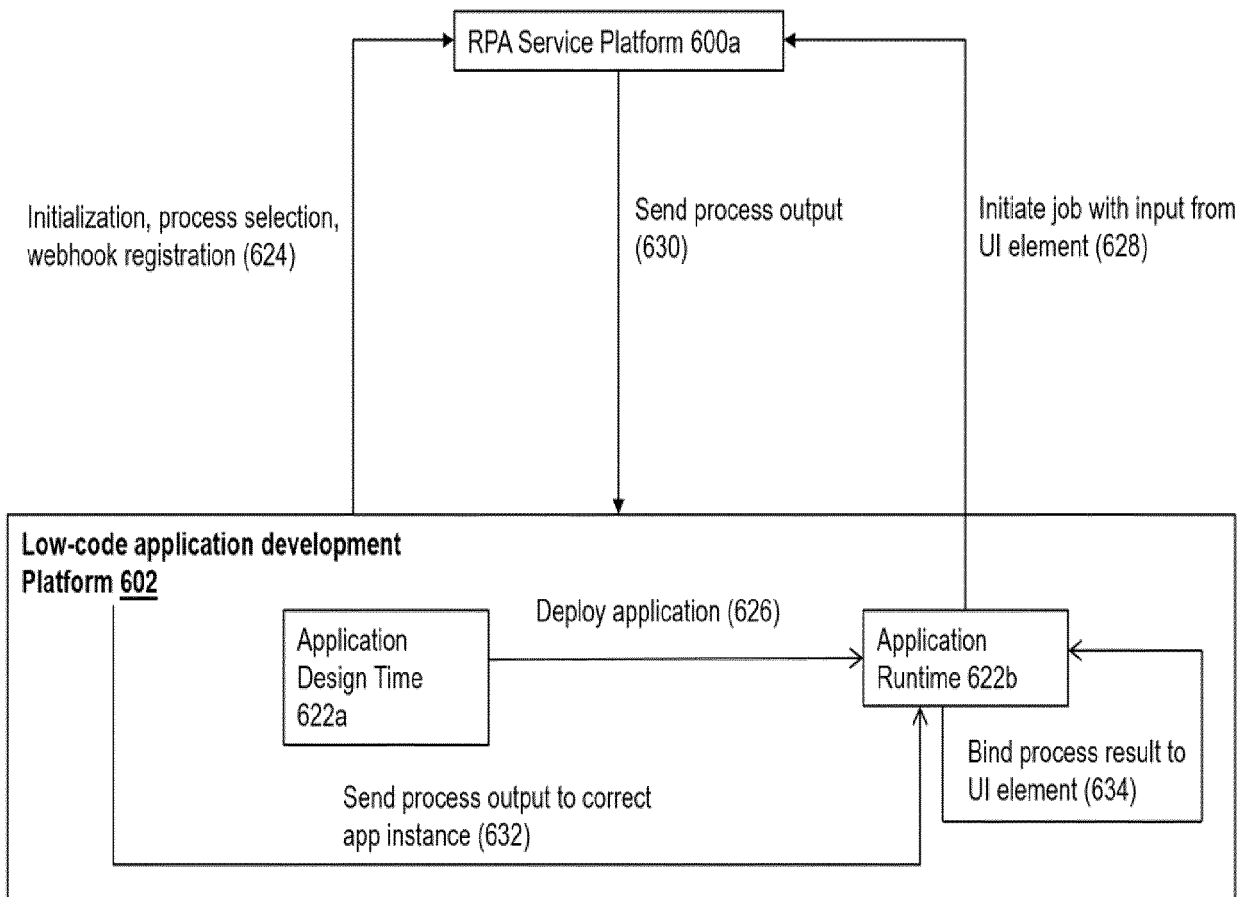 RPA Service Platform 600a
Initialization, process selection,
webhook registration (624)
Send process output
(630)
Initiate job with input from
UI element (628)
Low-code application development
Platform 602
Deploy application (626)
Application
Design Time
622a
Application
Runtime 622b
Bind process result to
UI element (634)
Send process output to correct
app instance (632)